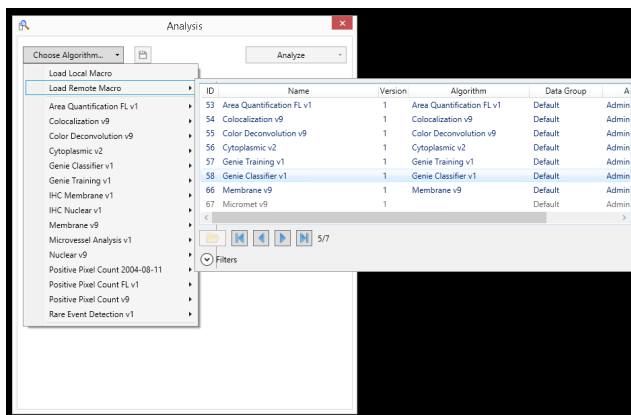 Analysis
Choose Algorithm...
Analyze
Load Local Macro
Load Remote Macro
Area Quantification FL v1
Colocalization v9
Color Deconvolution v9
Cytoplasmic v2
Genie Classifier v1
Genie Training v1
IHC Membrane v1
IHC Nuclear v1
Membrane v9
Microvessel Analysis v1
Nuclear v9
Positive Pixel Count 2004-08-11
Positive Pixel Count FL v1
Positive Pixel Count v9
Rare Event Detection v1
ID Name Version Algorithm Data Group A
53 Area Quantification FL v1 1 Area Quantification FL v1 Default Admin
54 Colocalization v9 1 Colocalization v9 Default Admin
55 Color Deconvolution v9 1 Color Deconvolution v9 Default Admin
56 Cytoplasmic v2 1 Cytoplasmic v2 Default Admin
57 Genie Training v1 1 Genie Training v1 Default Admin
58 Genie Classifier v1 1 Genie Classifier v1 Default Admin
66 Membrane v9 1 Membrane v9 Default Admin
67 Micromet v9 1 Default Admin
5/7
Filters